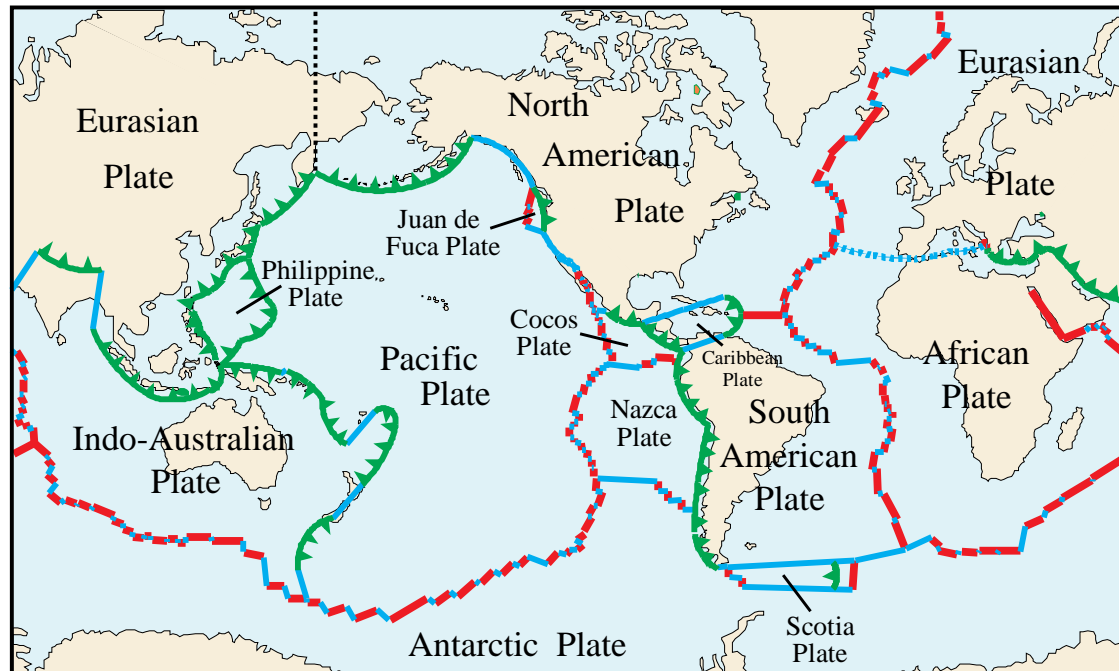 Eurasian
Plate
North
American
Plate
Eurasian
Plate
Juan de
Fuca Plate
Philippine
Plate
Cocos
Plate
Caribbean
Plate
Pacific
Plate
African
Plate
Nazca
Plate
South
American
Plate
Indo-Australian
Plate
Antarctic Plate
Scotia
Plate